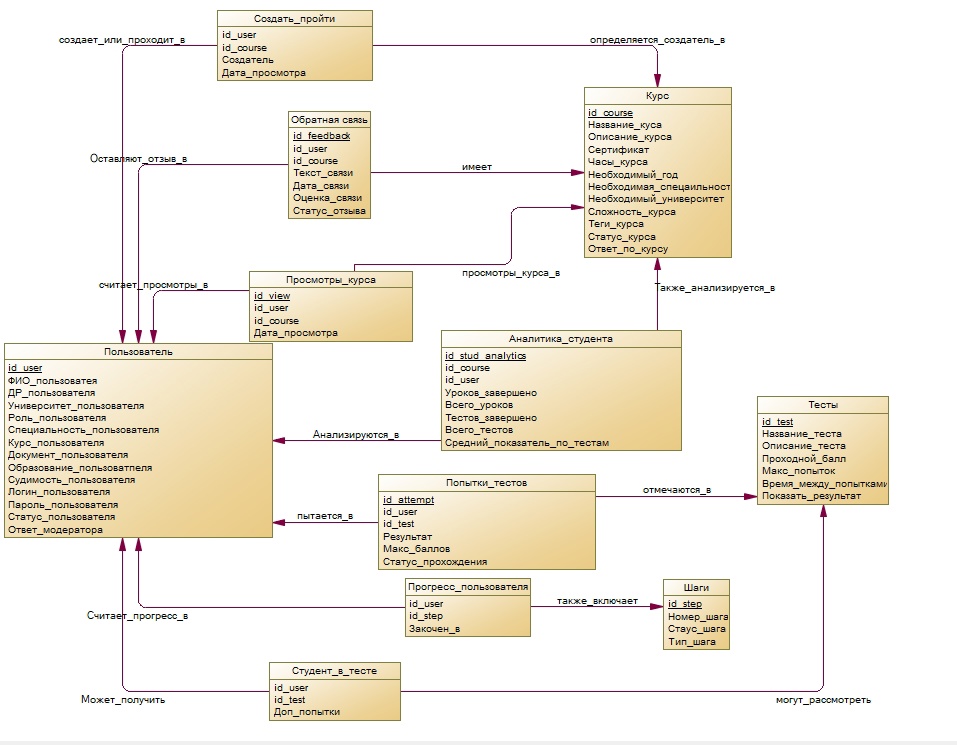 Создать_пройти
id_user
id_course
Создатель
Дата_просмотра
создает_или_проходит_в
определяется_создатель_в
Курс
id_course
Название_куса
Описание_курса
Сертификат
Часы_курса
Необходимый_год
Необходимая_специальност
Необходимый_университет
Сложность_курса
Теги_курса
Статус_курса
Ответ_по_курсу
Обратная связь
id_feedback
id_user
id_course
Текст_связи
Дата_связи
Оценка_связи
Статус_отзыва
Оставляют_отзыв_в
имеет
Просмотры_курса
id_view
id_user
id_course
Дата_просмотра
считает_просмотры_в
просмотры_курса_в
Также_анализируется_в
Пользователь
id_user
ФИО_пользователя
ДР_пользователя
Университет_пользователя
Роль_пользователя
Специальность_пользователя
Курс_пользователя
Документ_пользователя
Образование_пользоватпеля
Судимость_пользователя
Логин_пользователя
Пароль_пользователя
Статус_пользователя
Ответ_модератора
Аналитика_студента
id_stud_analytics
id_course
id_user
Уроков_завершено
Всего_уроков
Тестов_завершено
Всего_тестов
Средний_показатель_по_тестам
Анализируются_в
Тесты
id_test
Название_теста
Описание_теста
Проходной_балл
Макс_попыток
Время_между_попытками
Показать_результат
Попытки_тестов
id_attempt
id_user
id_test
Результат
Макс_баллов
Статус_прохождения
отмечаются_в
пытается_в
Прогресс_пользователя
id_user
id_step
Закочен_в
также_включает
Шаги
id_step
Номер_шага
Стаус_шага
Тип_шага
Считает_прогресс_в
Студент_в_тесте
id_user
id_test
Доп_попытки
Может_получить
могут_рассмотреть